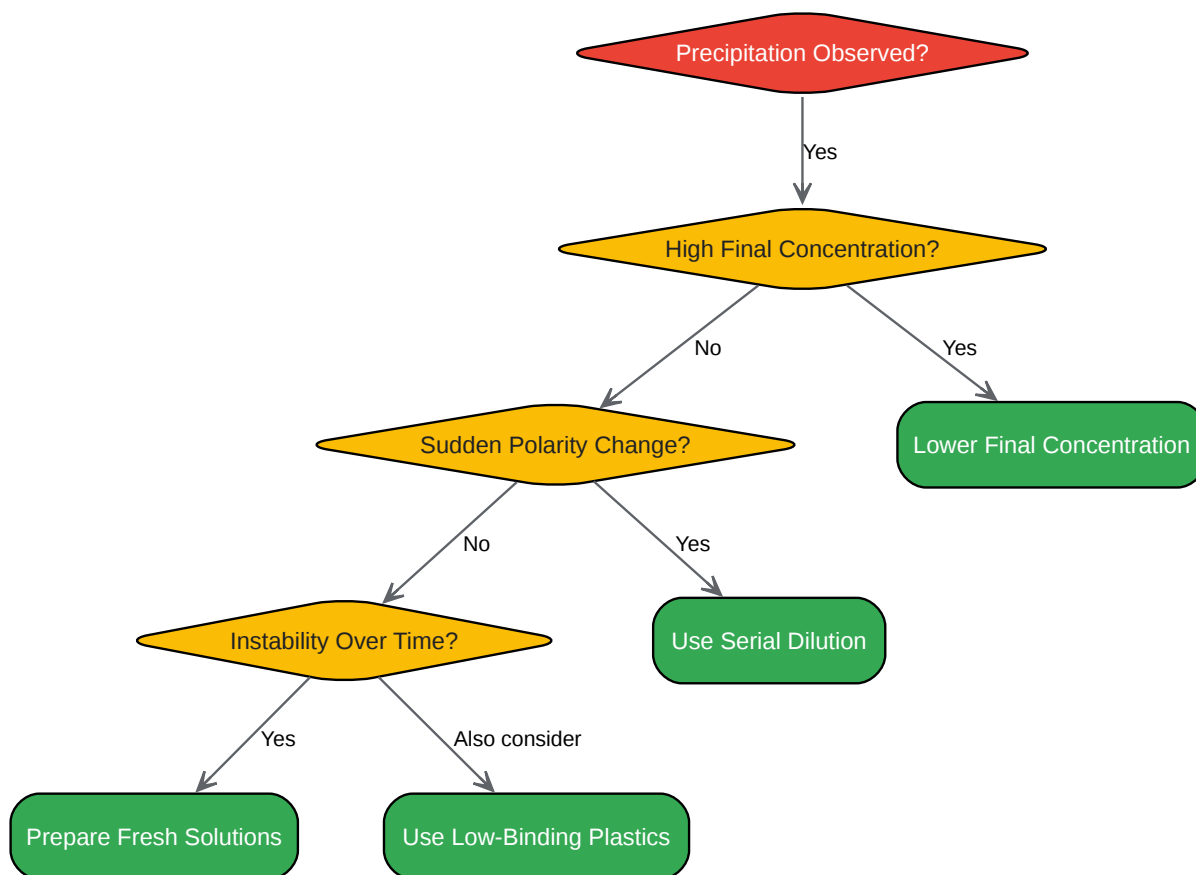 Precipitation Observed?
Yes
High Final Concentration?
No
Yes
Sudden Polarity Change?
Lower Final Concentration
No
Yes
Instability Over Time?
Use Serial Dilution
Yes
Also consider
Prepare Fresh Solutions
Use Low-Binding Plastics